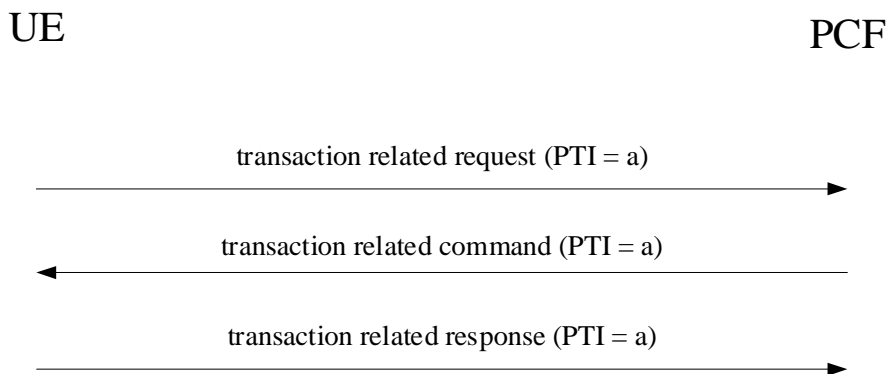 UE
PCF
transaction related request (PTI = a)
transaction related command (PTI = a)
transaction related response (PTI = a)